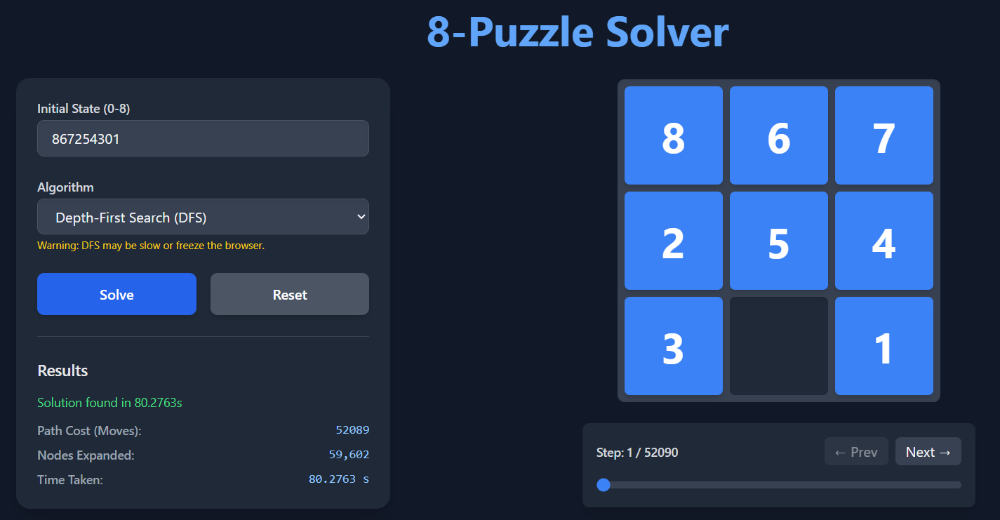 8-Puzzle Solver
Initial State (0-8)
867254301
Algorithm
Depth-First Search (DFS)
Warning: DFS may be slow or freeze the browser.
Solve Reset
Results
Solution found in 80.2763s
Path Cost (Moves): 52089
Nodes Expanded: 59,602
Time Taken: 80.2763 s
8 6 7
2 5 4
3 1
Step: 1 / 52090 ← Prev Next →